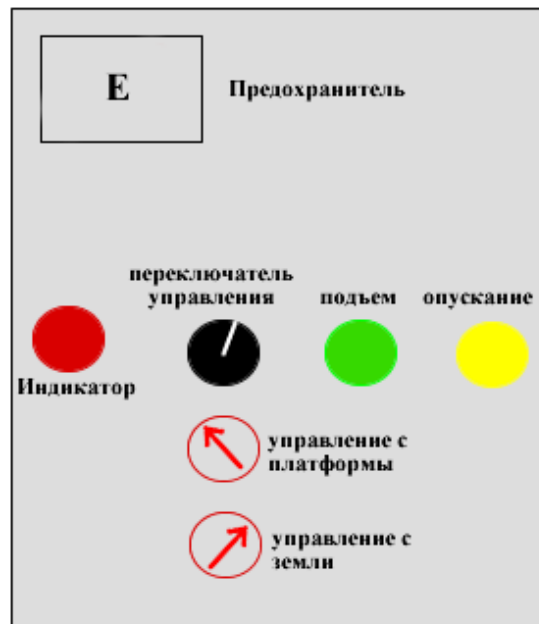 E
Предохранитель
переключатель
управления
подъем
опускание
Индикатор
управление с
платформы
управление с
земли